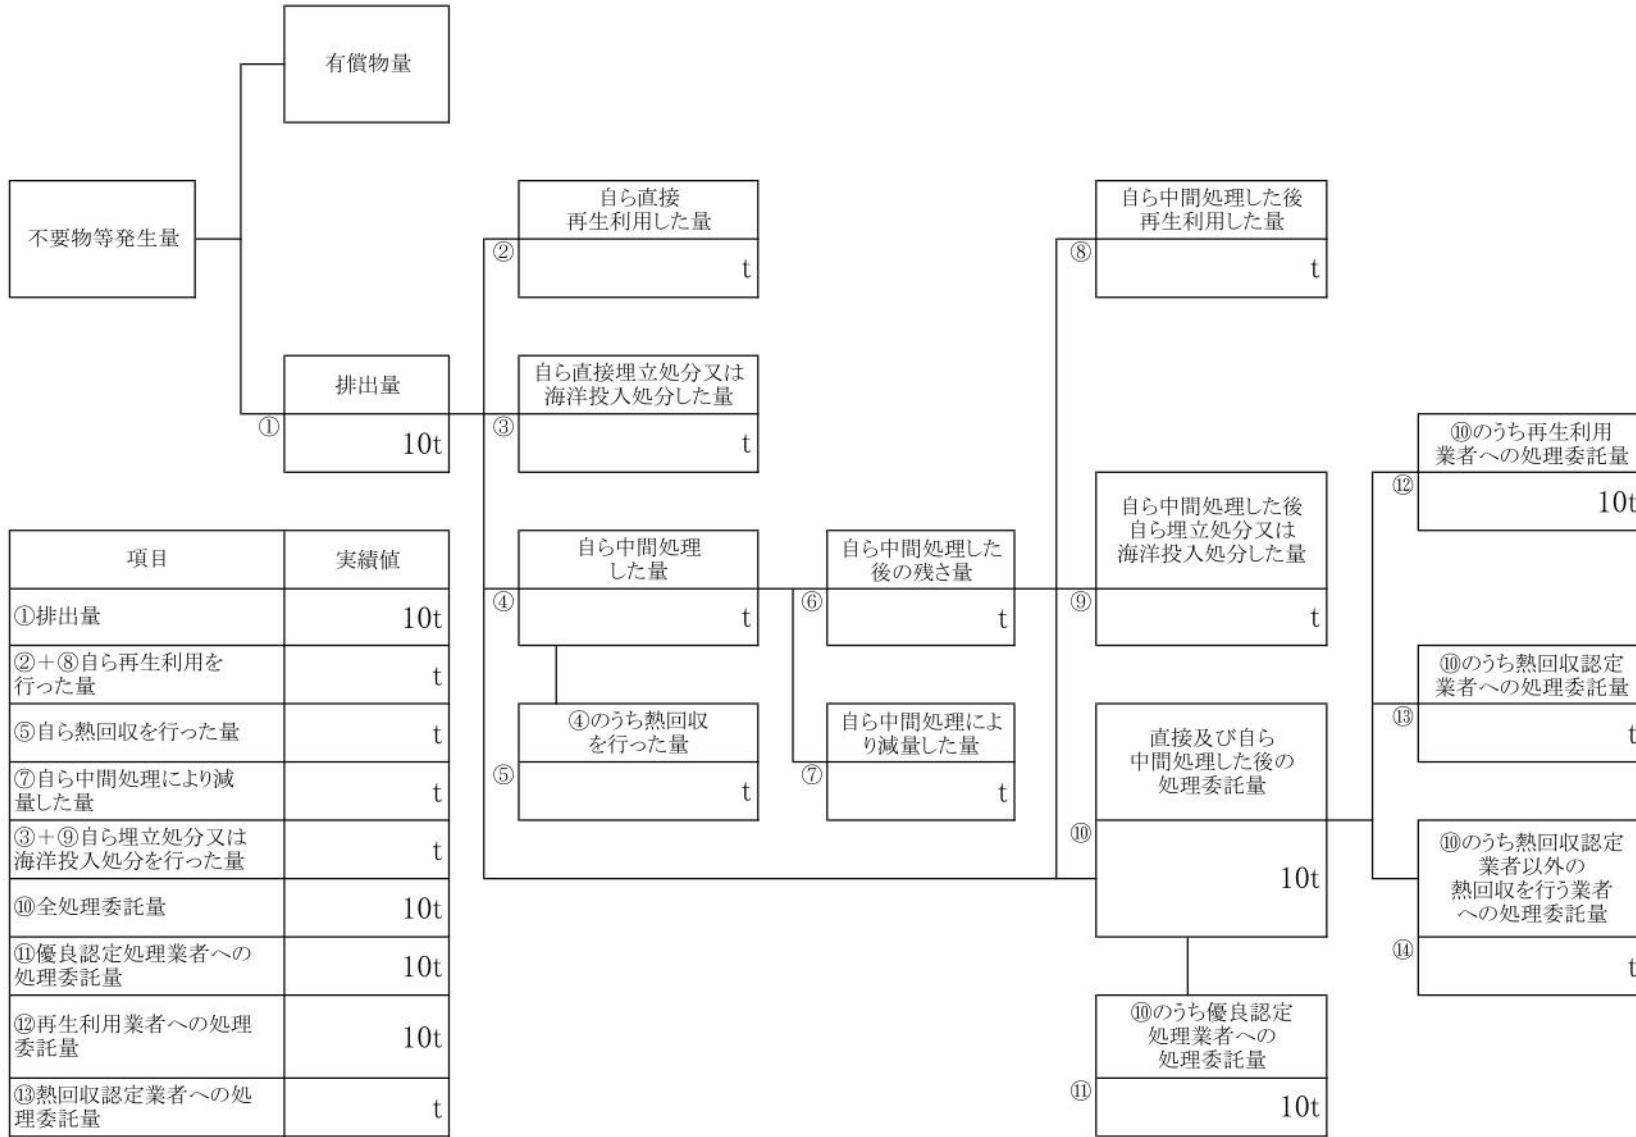 有償物量
不要物等発生量
自ら直接
再生利用した量
②
t
自ら中間処理した後
再生利用した量
⑧
t
排出量
①
10t
自ら直接埋立処分又は
海洋投入処分した量
③
t
⑩のうち再生利用
業者への処理委託量
⑫
10t
自ら中間処理した後
自ら埋立処分又は
海洋投入処分した量
⑨
t
自ら中間処理
した量
④
t
自ら中間処理した
後の残さ量
⑥
t
⑩のうち熱回収認定
業者への処理委託量
⑬
t
④のうち熱回収
を行った量
⑤
t
自ら中間処理によ
り減量した量
⑦
t
直接及び自ら
中間処理した後の
処理委託量
⑩
10t
⑩のうち熱回収認定
業者以外の
熱回収を行う業者
への処理委託量
⑭
t
⑩のうち優良認定
処理業者への
処理委託量
⑪
10t
項目 実績値
①排出量 10t
②+⑧自ら再生利用を
行った量 t
⑤自ら熱回収を行った量 t
⑦自ら中間処理により減
量した量 t
③+⑨自ら埋立処分又は
海洋投入処分を行った量 t
⑩全処理委託量 10t
⑪優良認定処理業者への
処理委託量 10t
⑫再生利用業者への処理
委託量 10t
⑬熱回収認定業者への処
理委託量 t